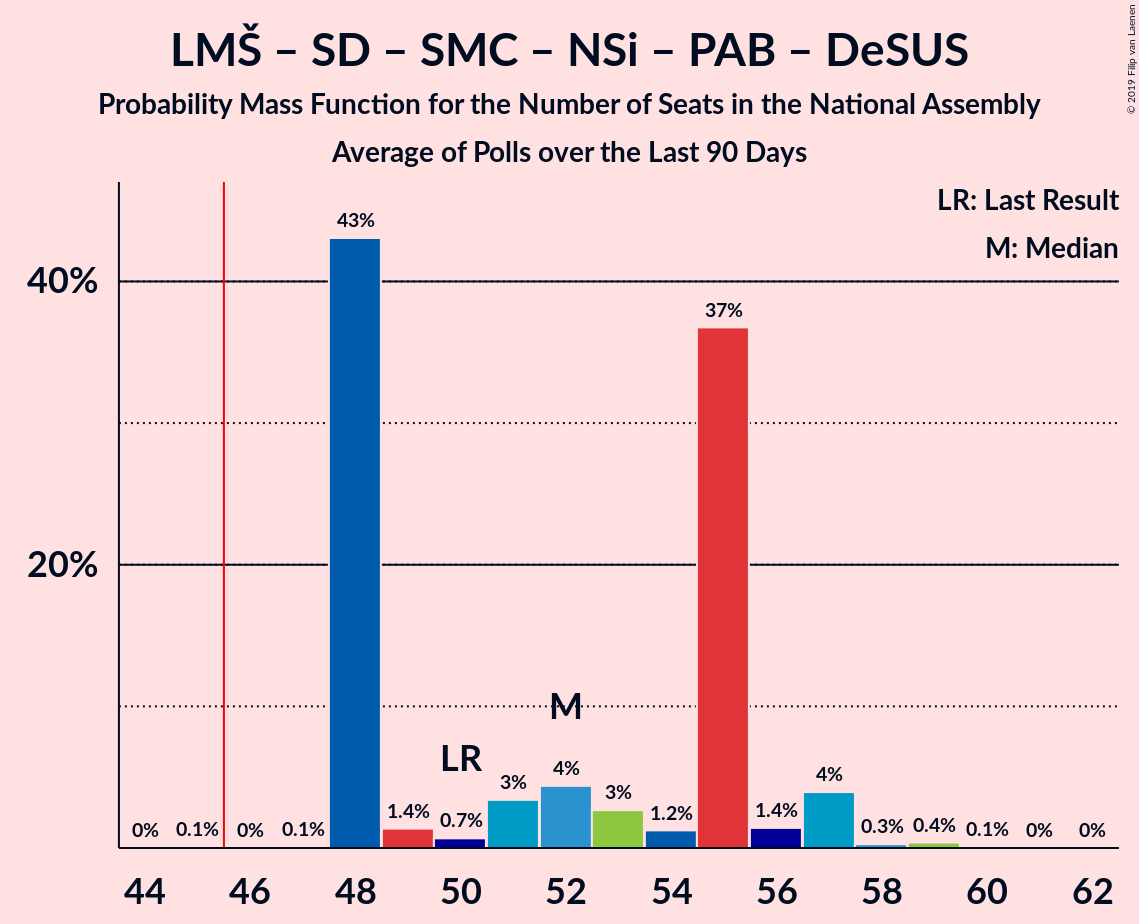 LMŠ – SD – SMC – NSi – PAB – DeSUS
Probability Mass Function for the Number of Seats in the National Assembly
Average of Polls over the Last 90 Days
© 2019 Filip van Laenen
LR: Last Result
M: Median
40%
20%
43%
37%
M
LR
0%
0.1%
0%
0.1%
1.4%
0.7%
3%
4%
3%
1.2%
1.4%
4%
0.3%
0.4%
0.1%
0%
0%
44 46 48 50 52 54 56 58 60 62